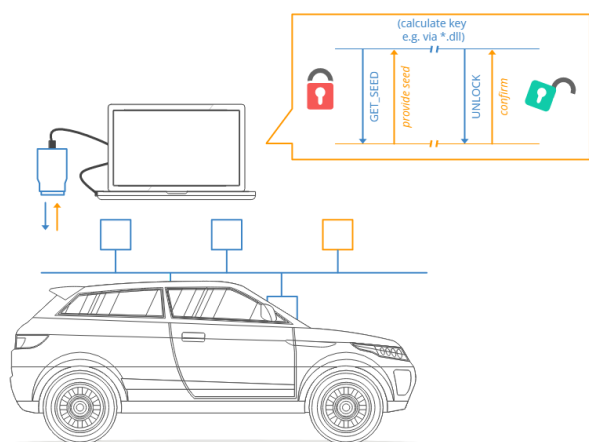 (calculate key
e.g. via *.dll)
GET_SEED
provide seed
UNLOCK
confirm